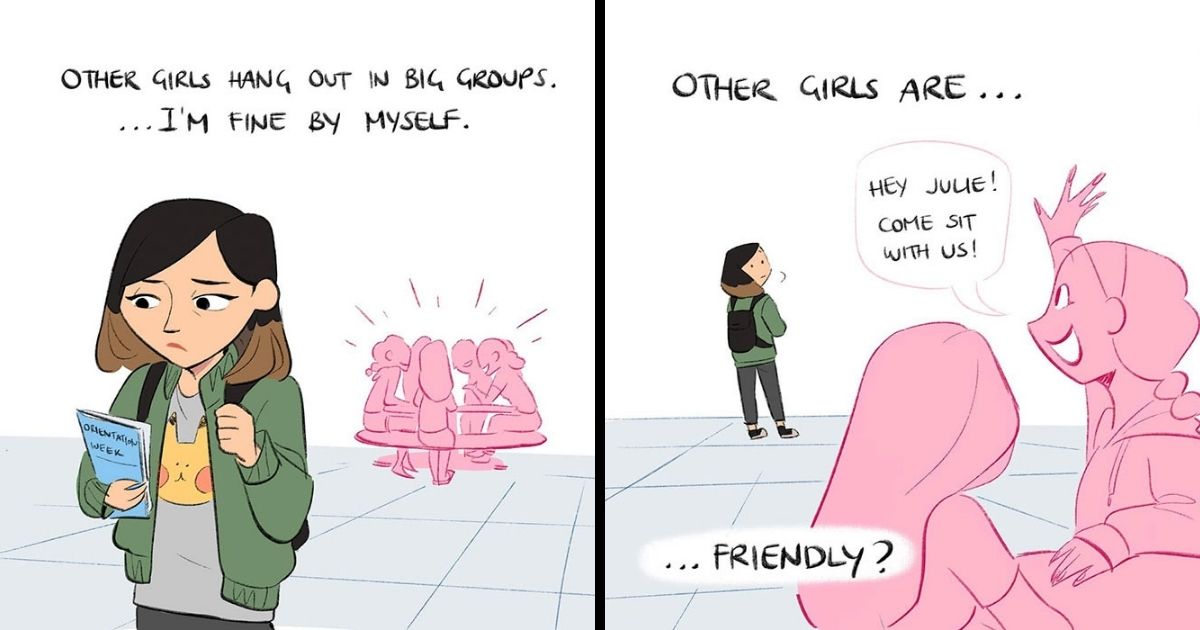 OTHER GIRLS HANG OUT IN BIG GROUPS.
...I'M FINE BY MYSELF.
ORIENTATION
WEEK
OTHER GIRLS ARE...
HEY JULIE!
COME SIT
WITH US!
...FRIENDLY?